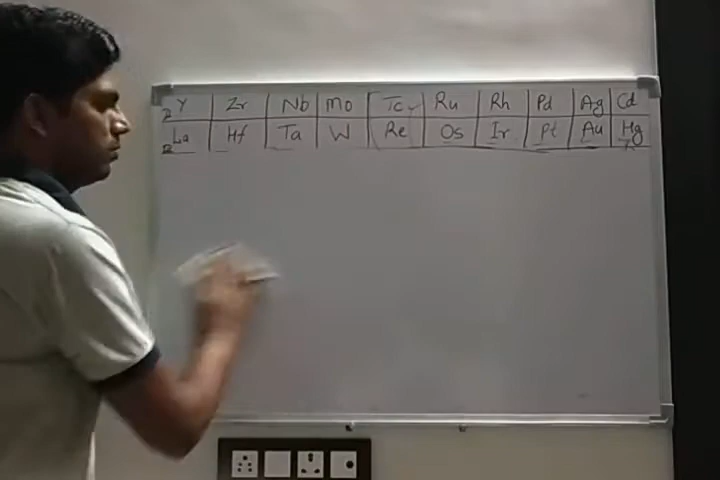 Y Zr Nb Mo Tc Ru Rh Pd Ag Cd
La Hf Ta W Re Os Ir Pt Au Hg